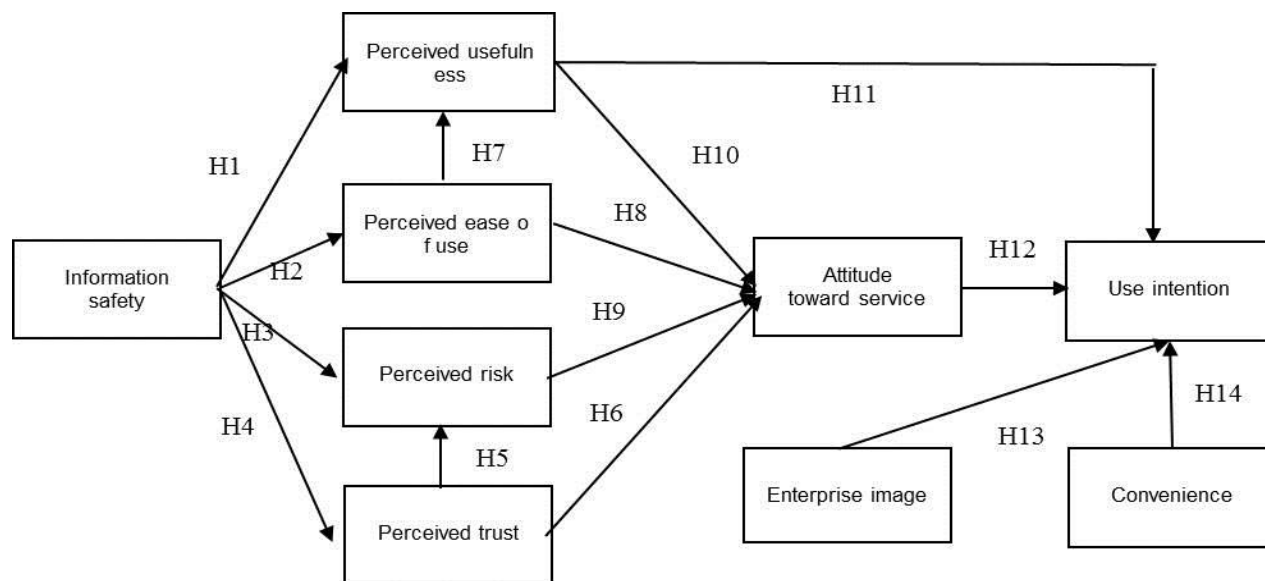 Perceived usefuln
ess
H11
H1
H7
H10
Perceived ease o
f use
H8
Information
safety
H2
Attitude
toward service
H12
Use intention
H3
Perceived risk
H9
H4
H5
H6
H13
H14
Perceived trust
Enterprise image
Convenience